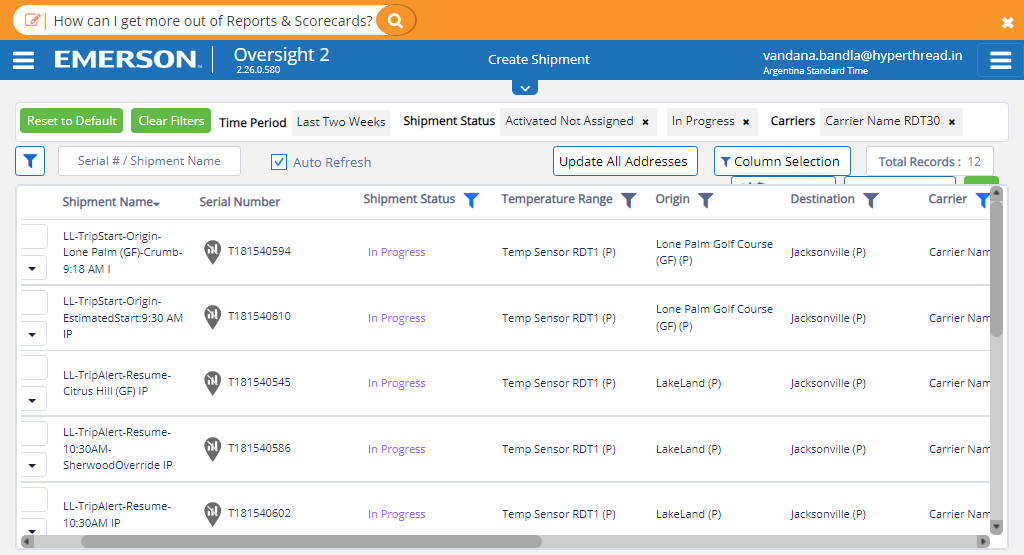 How can I get more out of Reports & Scorecards?
EMERSON
Oversight 2
2.26.0.580
Create Shipment
vandana.bandla@hyperthread.in
Argentina Standard Time
Reset to Default
Clear Filters
Time Period
Last Two Weeks
Shipment Status
Activated Not Assigned ×
In Progress ×
Carriers
Carrier Name RDT30 ×
Serial # / Shipment Name
Auto Refresh
Update All Addresses
Column Selection
Total Records : 12
Shipment Name
Serial Number
Shipment Status
Temperature Range
Origin
Destination
Carrier
LL-TripStart-Origin-
Lone Palm (GF)-Crumb-
9:18 AM I
T181540594
In Progress
Temp Sensor RDT1 (P)
Lone Palm Golf Course
(GF) (P)
Jacksonville (P)
Carrier Nam
LL-TripStart-Origin-
EstimatedStart:9:30 AM
IP
T181540610
In Progress
Temp Sensor RDT1 (P)
Lone Palm Golf Course
(GF) (P)
Jacksonville (P)
Carrier Nam
LL-TripAlert-Resume-
Citrus Hill (GF) IP
T181540545
In Progress
Temp Sensor RDT1 (P)
LakeLand (P)
Jacksonville (P)
Carrier Nam
LL-TripAlert-Resume-
10:30AM-
SherwoodOverride IP
T181540586
In Progress
Temp Sensor RDT1 (P)
LakeLand (P)
Jacksonville (P)
Carrier Nam
LL-TripAlert-Resume-
10:30AM IP
T181540602
In Progress
Temp Sensor RDT1 (P)
LakeLand (P)
Jacksonville (P)
Carrier Nam